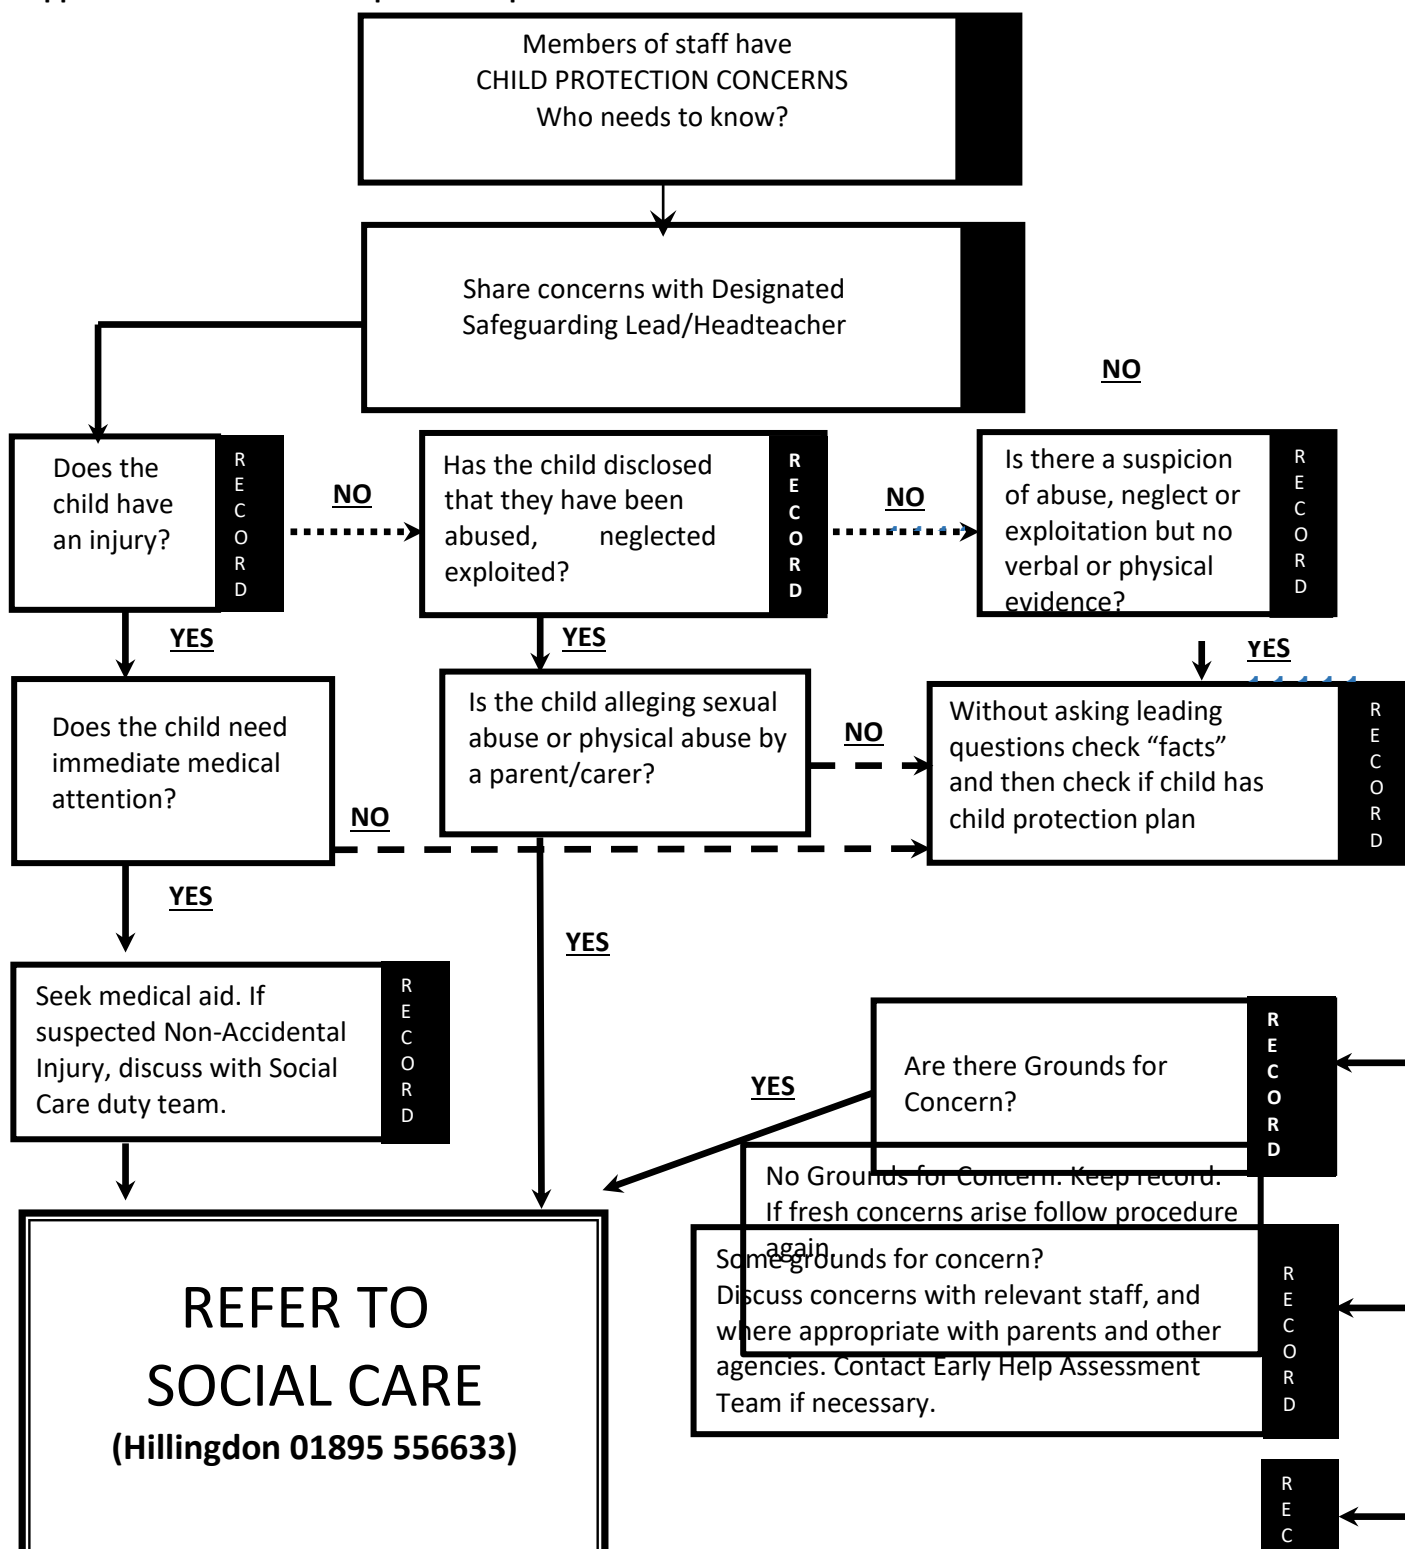 Members of staff have
CHILD PROTECTION CONCERNS
Who needs to know?
Share concerns with Designated
Safeguarding Lead/Headteacher
NO
Does the
child have
an injury?
R
E
C
O
R
D
NO
Has the child disclosed
that they have been
abused, neglected
exploited?
R
E
C
O
R
D
NO
Is there a suspicion
of abuse, neglect or
exploitation but no
verbal or physical
evidence?
R
E
C
O
R
D
YES
YES
YES
Does the child need
immediate medical
attention?
Is the child alleging sexual
abuse or physical abuse by
a parent/carer?
NO
Without asking leading
questions check “facts”
and then check if child has
child protection plan
R
E
C
O
R
D
NO
YES
YES
Seek medical aid. If
suspected Non-Accidental
Injury, discuss with Social
Care duty team.
R
E
C
O
R
D
YES
Are there Grounds for
Concern?
R
E
C
O
R
D
No Grounds for Concern. Keep record.
If fresh concerns arise follow procedure
again.
Some grounds for concern?
Discuss concerns with relevant staff, and
where appropriate with parents and other
agencies. Contact Early Help Assessment
Team if necessary.
R
E
C
O
R
D
REFER TO
SOCIAL CARE
(Hillingdon 01895 556633)
R
E
C